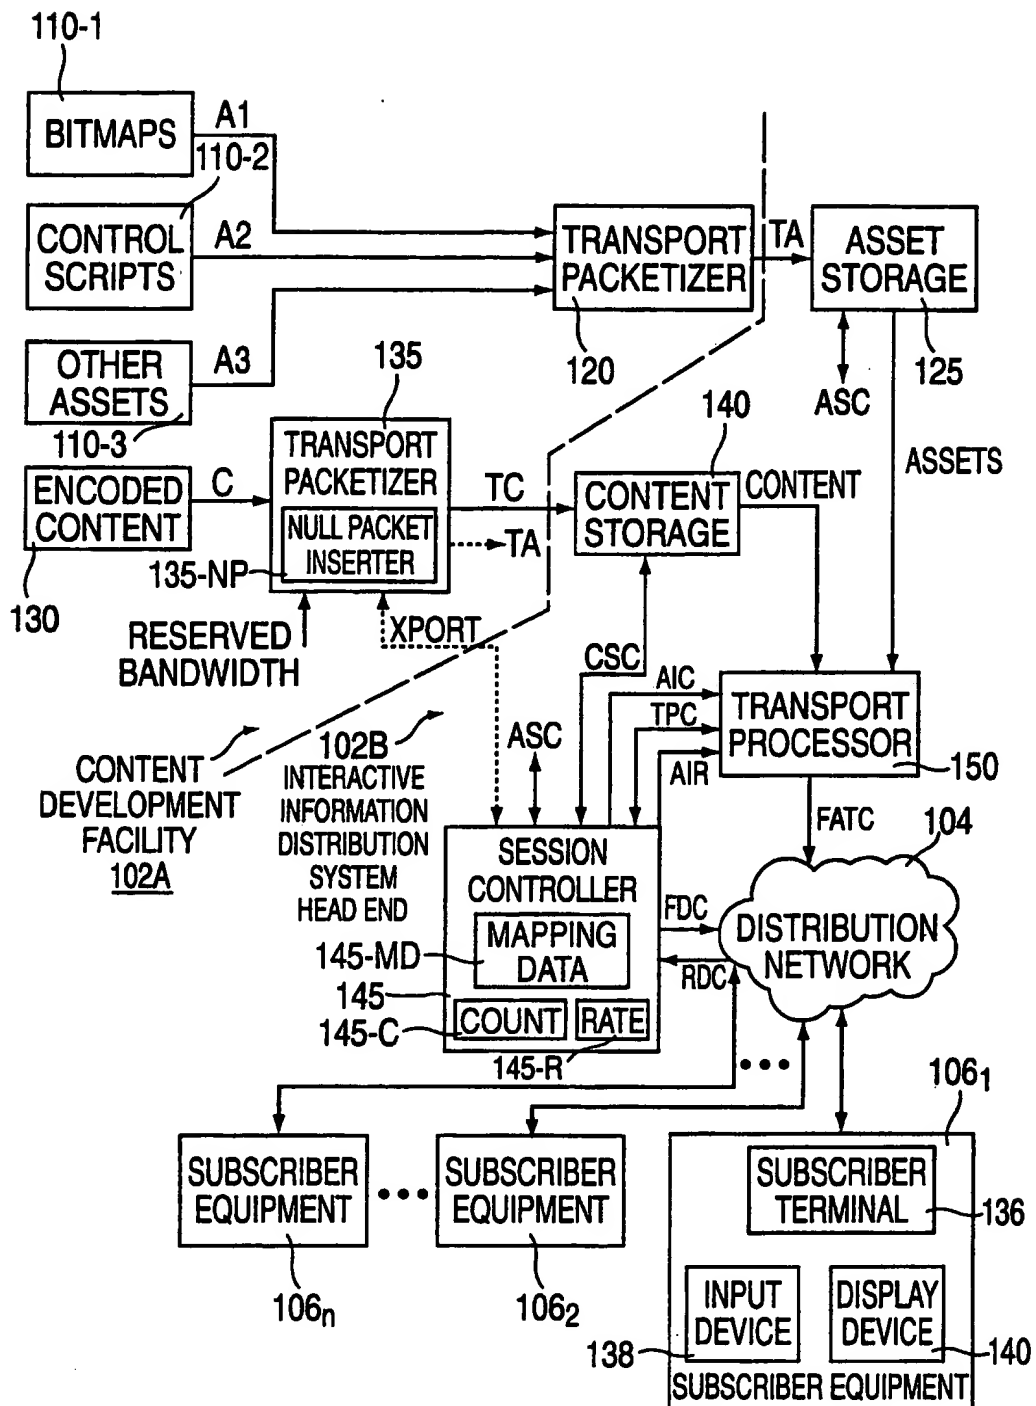 110-1
BITMAPS
A1
110-2
CONTROL
SCRIPTS
A2
TRANSPORT
PACKETIZER
120
TA
ASSET
STORAGE
125
ASC
OTHER
ASSETS
A3
110-3
135
TRANSPORT
PACKETIZER
NULL PACKET
INSERTER
135-NP
ENCODED
CONTENT
C
130
TC
TA
140
CONTENT
STORAGE
CONTENT
ASSETS
RESERVED
BANDWIDTH
XPORT
CSC
AIC
TPC
AIR
TRANSPORT
PROCESSOR
150
CONTENT
DEVELOPMENT
FACILITY
102A
102B
INTERACTIVE
INFORMATION
DISTRIBUTION
SYSTEM
HEAD END
ASC
FATC
104
SESSION
CONTROLLER
MAPPING
DATA
145-MD
145
145-C
COUNT
RATE
145-R
FDC
RDC
DISTRIBUTION
NETWORK
106n
SUBSCRIBER
EQUIPMENT
SUBSCRIBER
EQUIPMENT
1062
1061
SUBSCRIBER
TERMINAL
136
INPUT
DEVICE
138
DISPLAY
DEVICE
140
SUBSCRIBER EQUIPMENT